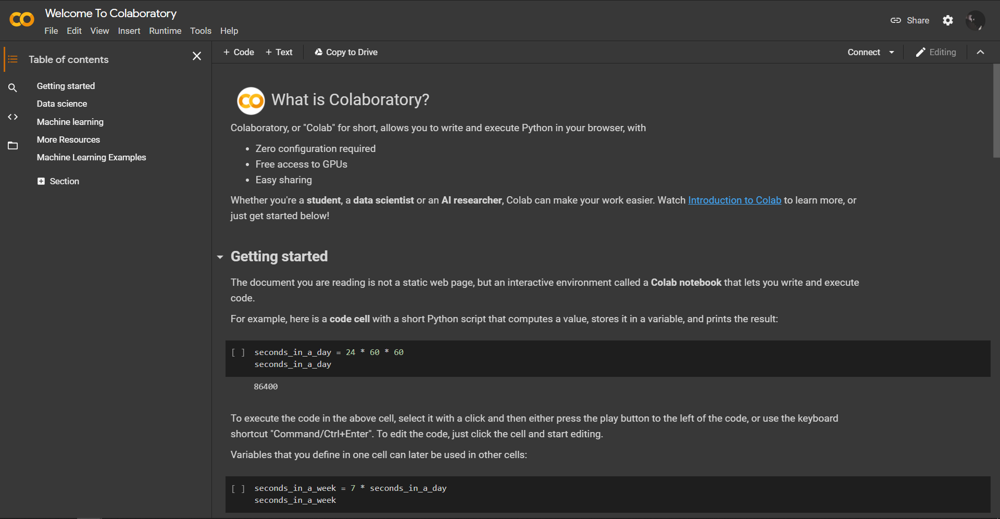 Welcome To Colaboratory
File Edit View Insert Runtime Tools Help
Share
Table of contents
Getting started
Data science
Machine learning
More Resources
Machine Learning Examples
Section
+ Code + Text Copy to Drive
Connect Editing
What is Colaboratory?
Colaboratory, or "Colab" for short, allows you to write and execute Python in your browser, with
• Zero configuration required
• Free access to GPUs
• Easy sharing
Whether you're a student, a data scientist or an AI researcher, Colab can make your work easier. Watch Introduction to Colab to learn more, or
just get started below!
Getting started
The document you are reading is not a static web page, but an interactive environment called a Colab notebook that lets you write and execute
code.
For example, here is a code cell with a short Python script that computes a value, stores it in a variable, and prints the result:
[ ] seconds_in_a_day = 24 * 60 * 60
seconds_in_a_day
86400
To execute the code in the above cell, select it with a click and then either press the play button to the left of the code, or use the keyboard
shortcut "Command/Ctrl+Enter". To edit the code, just click the cell and start editing.
Variables that you define in one cell can later be used in other cells:
[ ] seconds_in_a_week = 7 * seconds_in_a_day
seconds_in_a_week